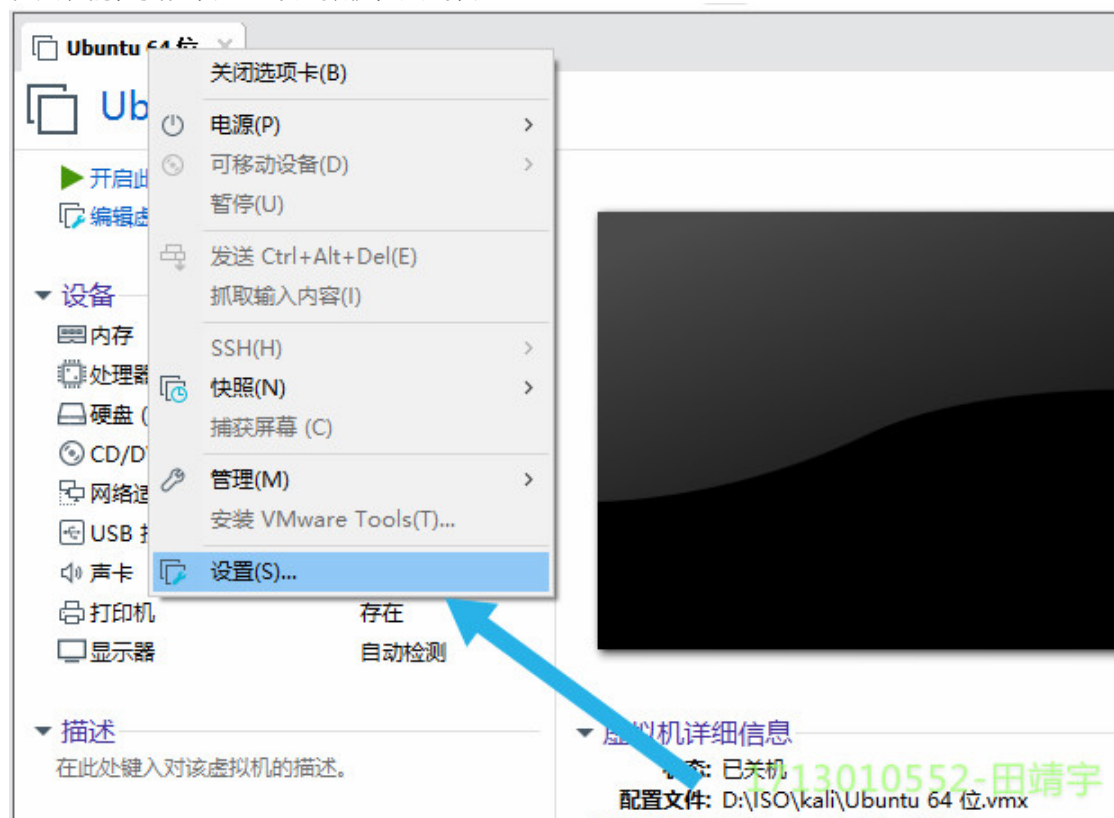 Ubuntu 64 位
Ub
关闭选项卡(B)
电源(P)
可移动设备(D)
暂停(U)
发送 Ctrl+Alt+Del(E)
抓取输入内容(I)
SSH(H)
快照(N)
捕获屏幕 (C)
管理(M)
安装 VMware Tools(T)...
设置(S)...
开启此
编辑虚
设备
内存
处理器
硬盘 (
CD/D
网络适
USB
声卡
打印机 存在
显示器 自动检测
描述
在此处键入对该虚拟机的描述。
虚拟机详细信息
状态: 已关机
配置文件: D:\ISO\kali\Ubuntu 64 位.vmx
1713010552-田靖宇